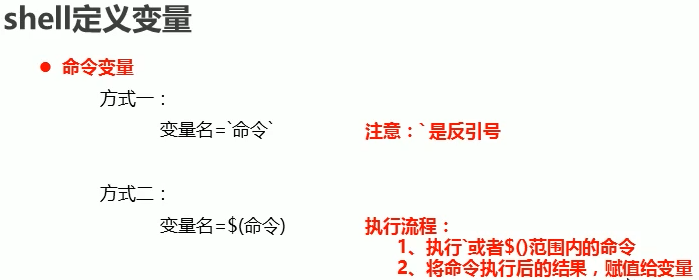 shell定义变量
● 命令变量
方式一：
变量名=`命令` 注意：` 是反引号
方式二：
变量名=$(命令) 执行流程：
1、执行`或者$()范围内的命令
2、将命令执行后的结果，赋值给变量